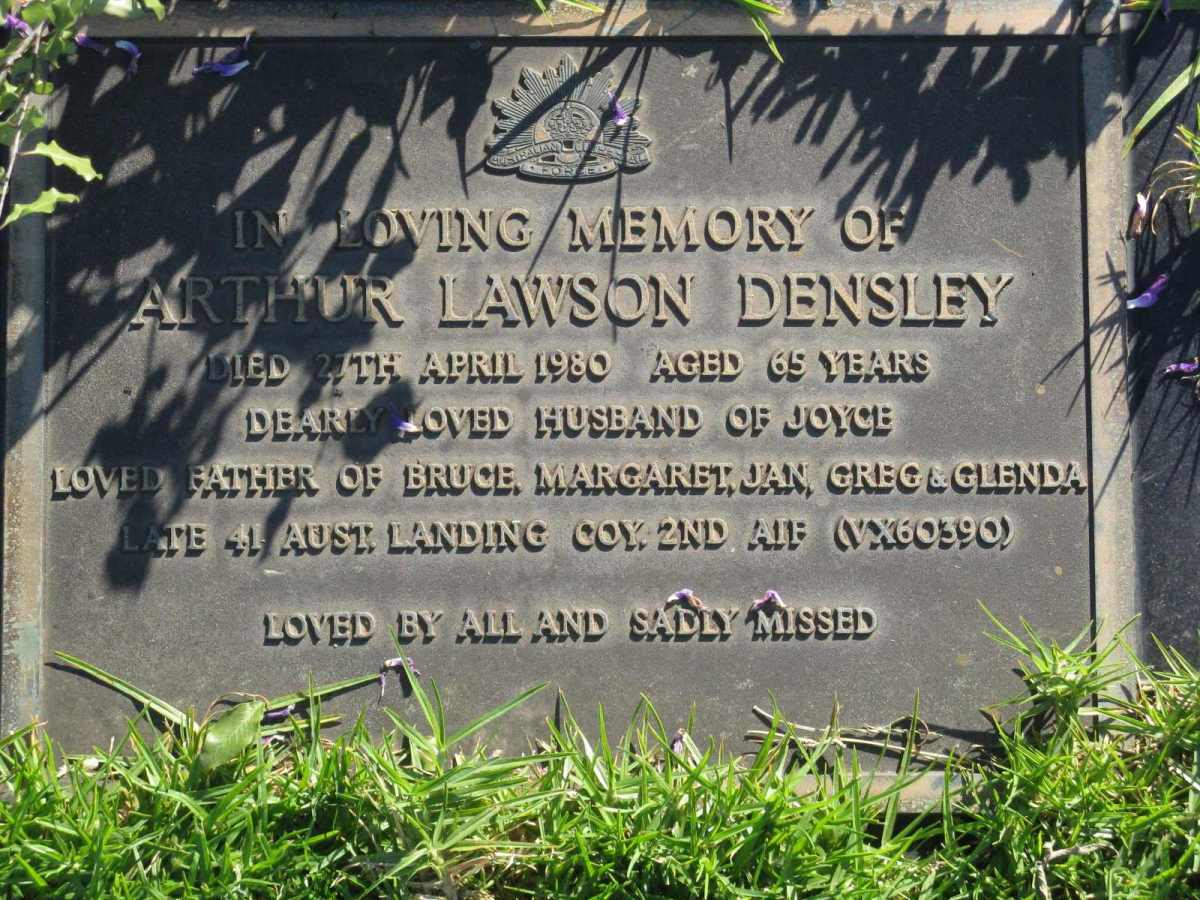 AUSTRALIAN
FORCE
IN LOVING MEMORY OF
ARTHUR LAWSON DENSLEY
DIED 27TH APRIL 1980 AGED 65 YEARS
DEARLY LOVED HUSBAND OF JOYCE
LOVED FATHER OF BRUCE, MARGARET, JAN, GREG & GLENDA
LATE 41 AUST. LANDING COY. 2ND AIF (VX60390)
LOVED BY ALL AND SADLY MISSED